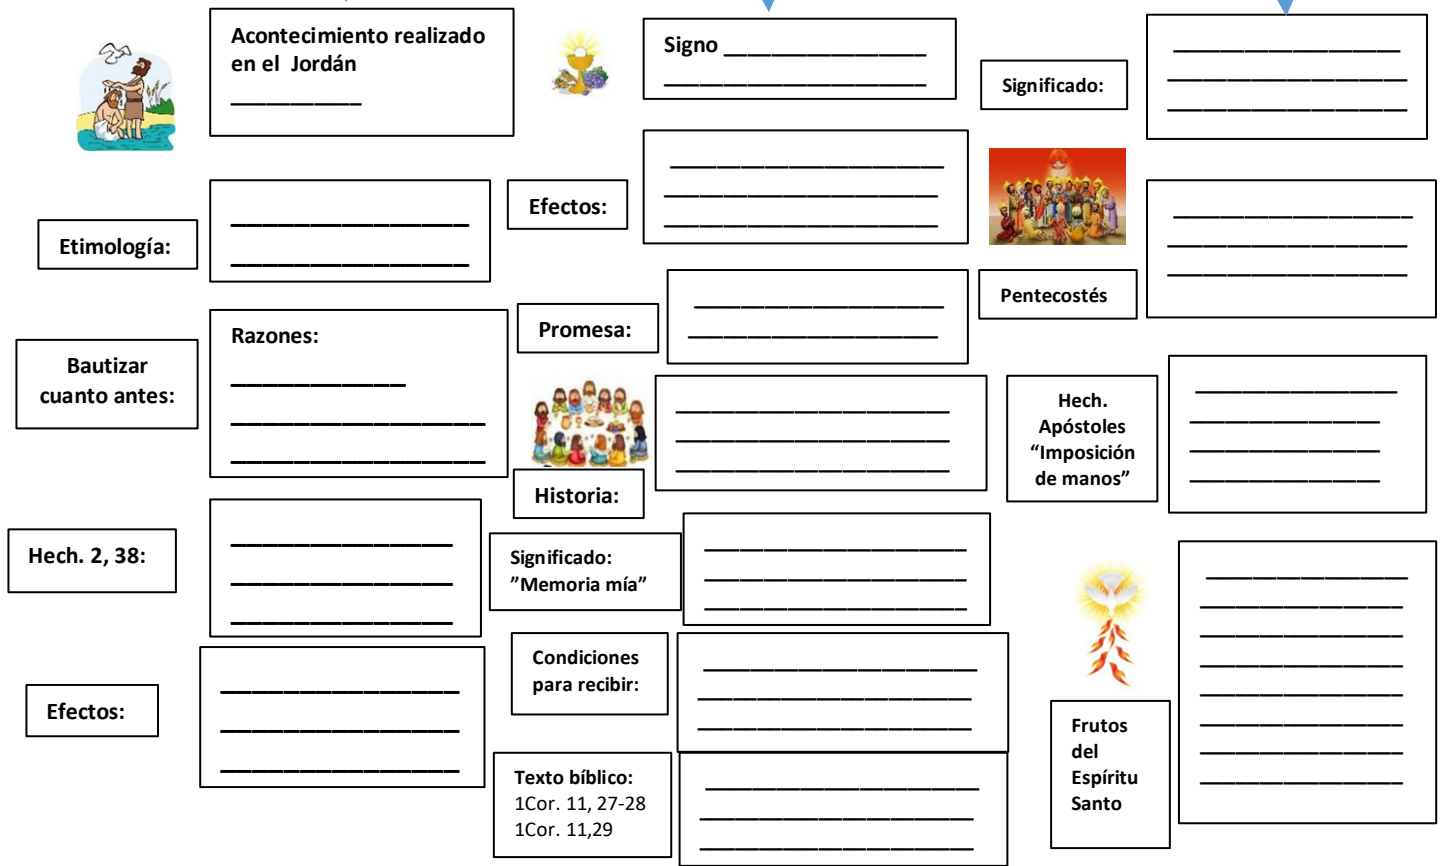 Acontecimiento realizado
en el Jordán
___________
Etimología:
Bautizar
cuanto antes:
Razones:
Hech. 2, 38:
Efectos:
Signo _________________
Efectos:
Promesa:
Historia:
Significado:
”Memoria mía”
Condiciones
para recibir:
Texto bíblico:
1Cor. 11, 27-28
1Cor. 11,29
Significado:
Pentecostés
Hech.
Apóstoles
“Imposición
de manos”
Frutos
del
Espíritu
Santo